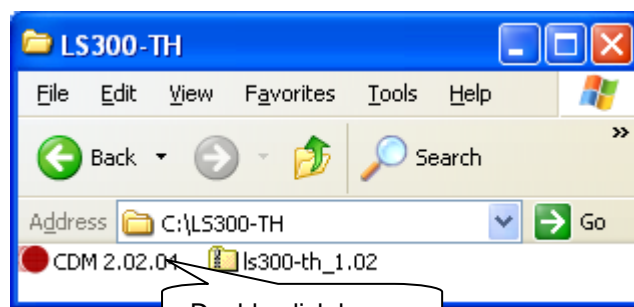 LS300-TH
File Edit View Favorites Tools Help
Back Search »
Address C:\LS300-TH Go
CDM 2.02.04 ls300-th_1.02